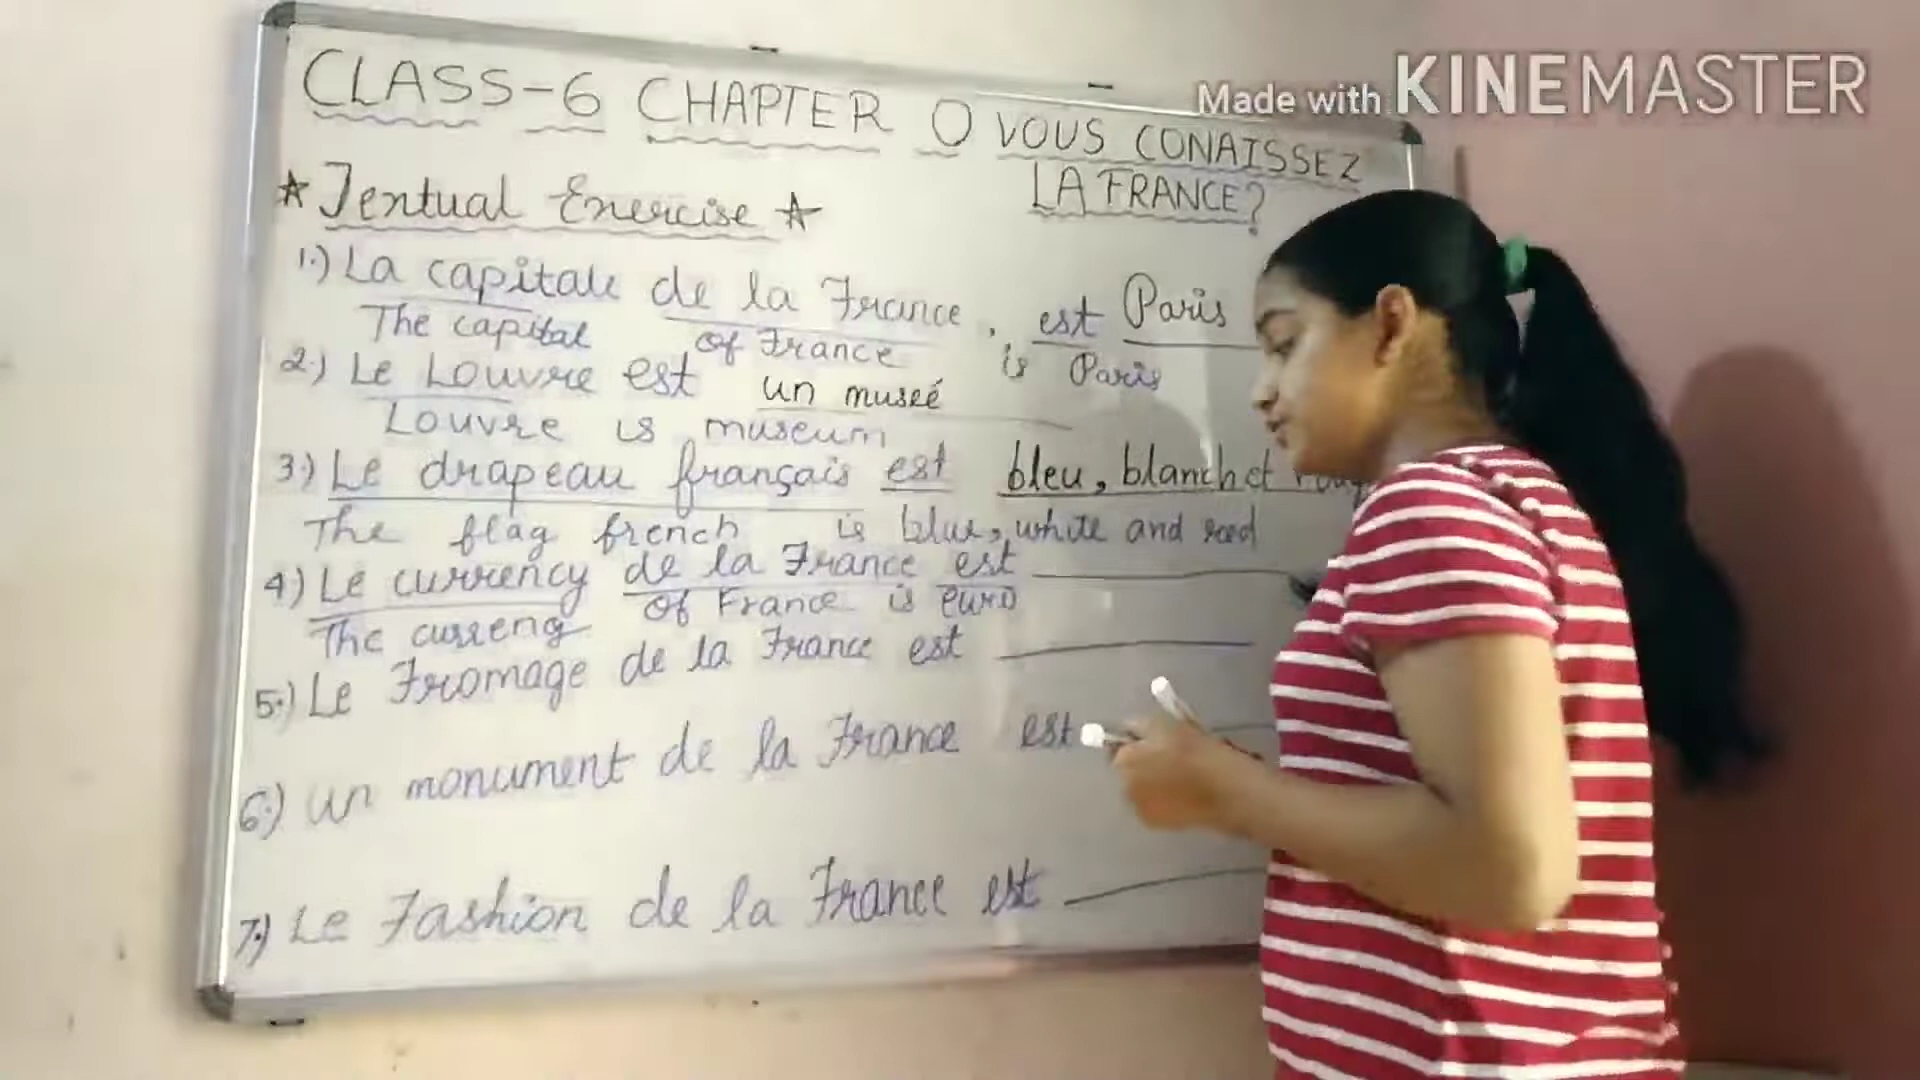 Made with KINEMASTER
CLASS-6 CHAPTER 0 VOUS CONAISSEZ
LA FRANCE?
☆ Textual Exercise ☆
1.) La capitale de la France, est Paris
The capital of France is Paris
2.) Le Louvre est un museé
Louvre is museum
3.) Le drapeau français est bleu, blanch et
The flag french is blue, white and red
4) Le currency de la France est
The curreng of France is euro
5.) Le Fromage de la France est
6.) Un monument de la France est
7.) Le Fashion de la France est